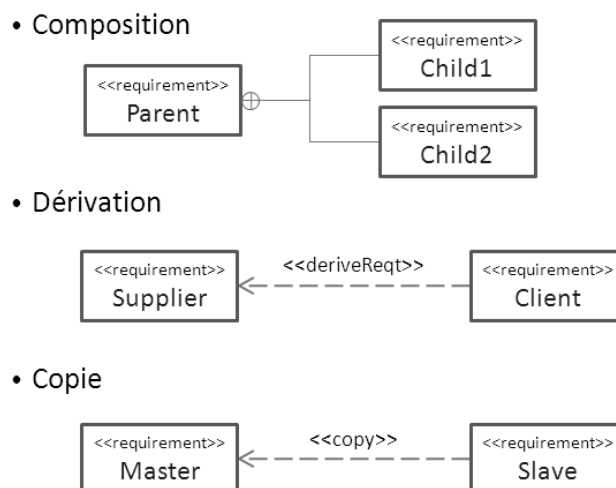 • Composition
<<requirement>>
Parent
<<requirement>>
Child1
<<requirement>>
Child2
• Dérivation
<<requirement>>
Supplier
<<deriveReqt>>
<<requirement>>
Client
• Copie
<<requirement>>
Master
<<copy>>
<<requirement>>
Slave